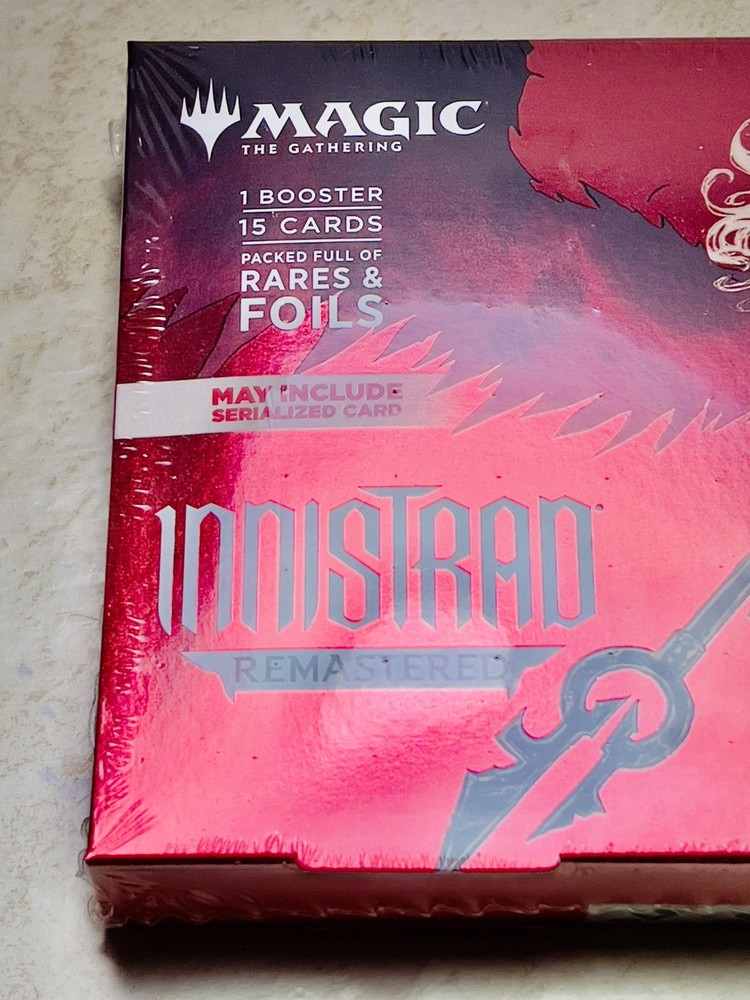 MAGIC
THE GATHERING
1 BOOSTER
15 CARDS
PACKED FULL OF
RARES &
FOILS
MAY INCLUDE
SERIALIZED CARD
INNISTRAD
REMASTERED